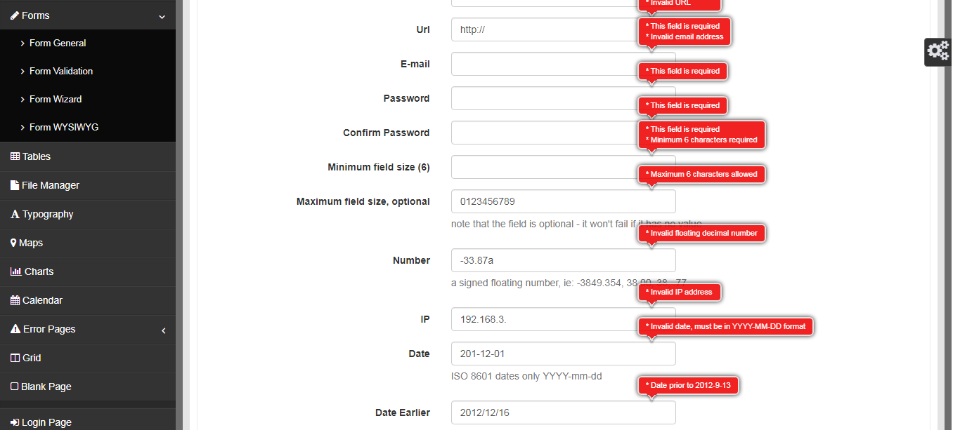 Forms
Form General
Form Validation
Form Wizard
Form WYSIWYG
Tables
File Manager
Typography
Maps
Charts
Calendar
Error Pages
Grid
Blank Page
Login Page
* Invalid URL
Url
http://
* This field is required
* Invalid email address
E-mail
* This field is required
Password
* This field is required
Confirm Password
* This field is required
* Minimum 6 characters required
Minimum field size (6)
* Maximum 6 characters allowed
Maximum field size, optional
0123456789
note that the field is optional - it won't fail if it has no value
* Invalid floating decimal number
Number
-33.87a
a signed floating number, ie: -3849.354, 38.00, 38, .77
* Invalid IP address
IP
192.168.3.
* Invalid date, must be in YYYY-MM-DD format
Date
201-12-01
ISO 8601 dates only YYYY-mm-dd
* Date prior to 2012-9-13
Date Earlier
2012/12/16